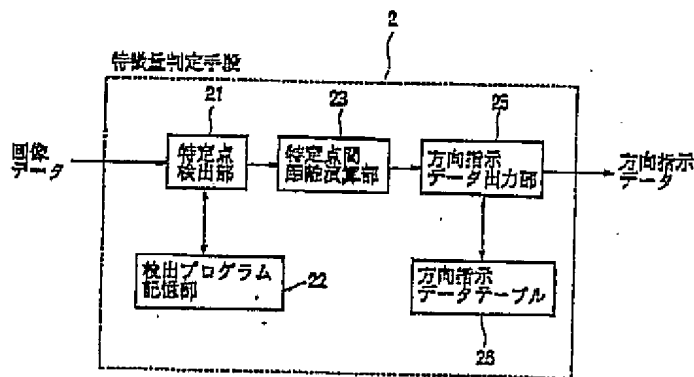 2
特徴量判定手段
21
23
25
画像
データ
特定点
検出部
特定点間
距離演算部
方向指示
データ出力部
方向指示
データ
検出プログラム
記憶部
22
方向指示
データテーブル
26